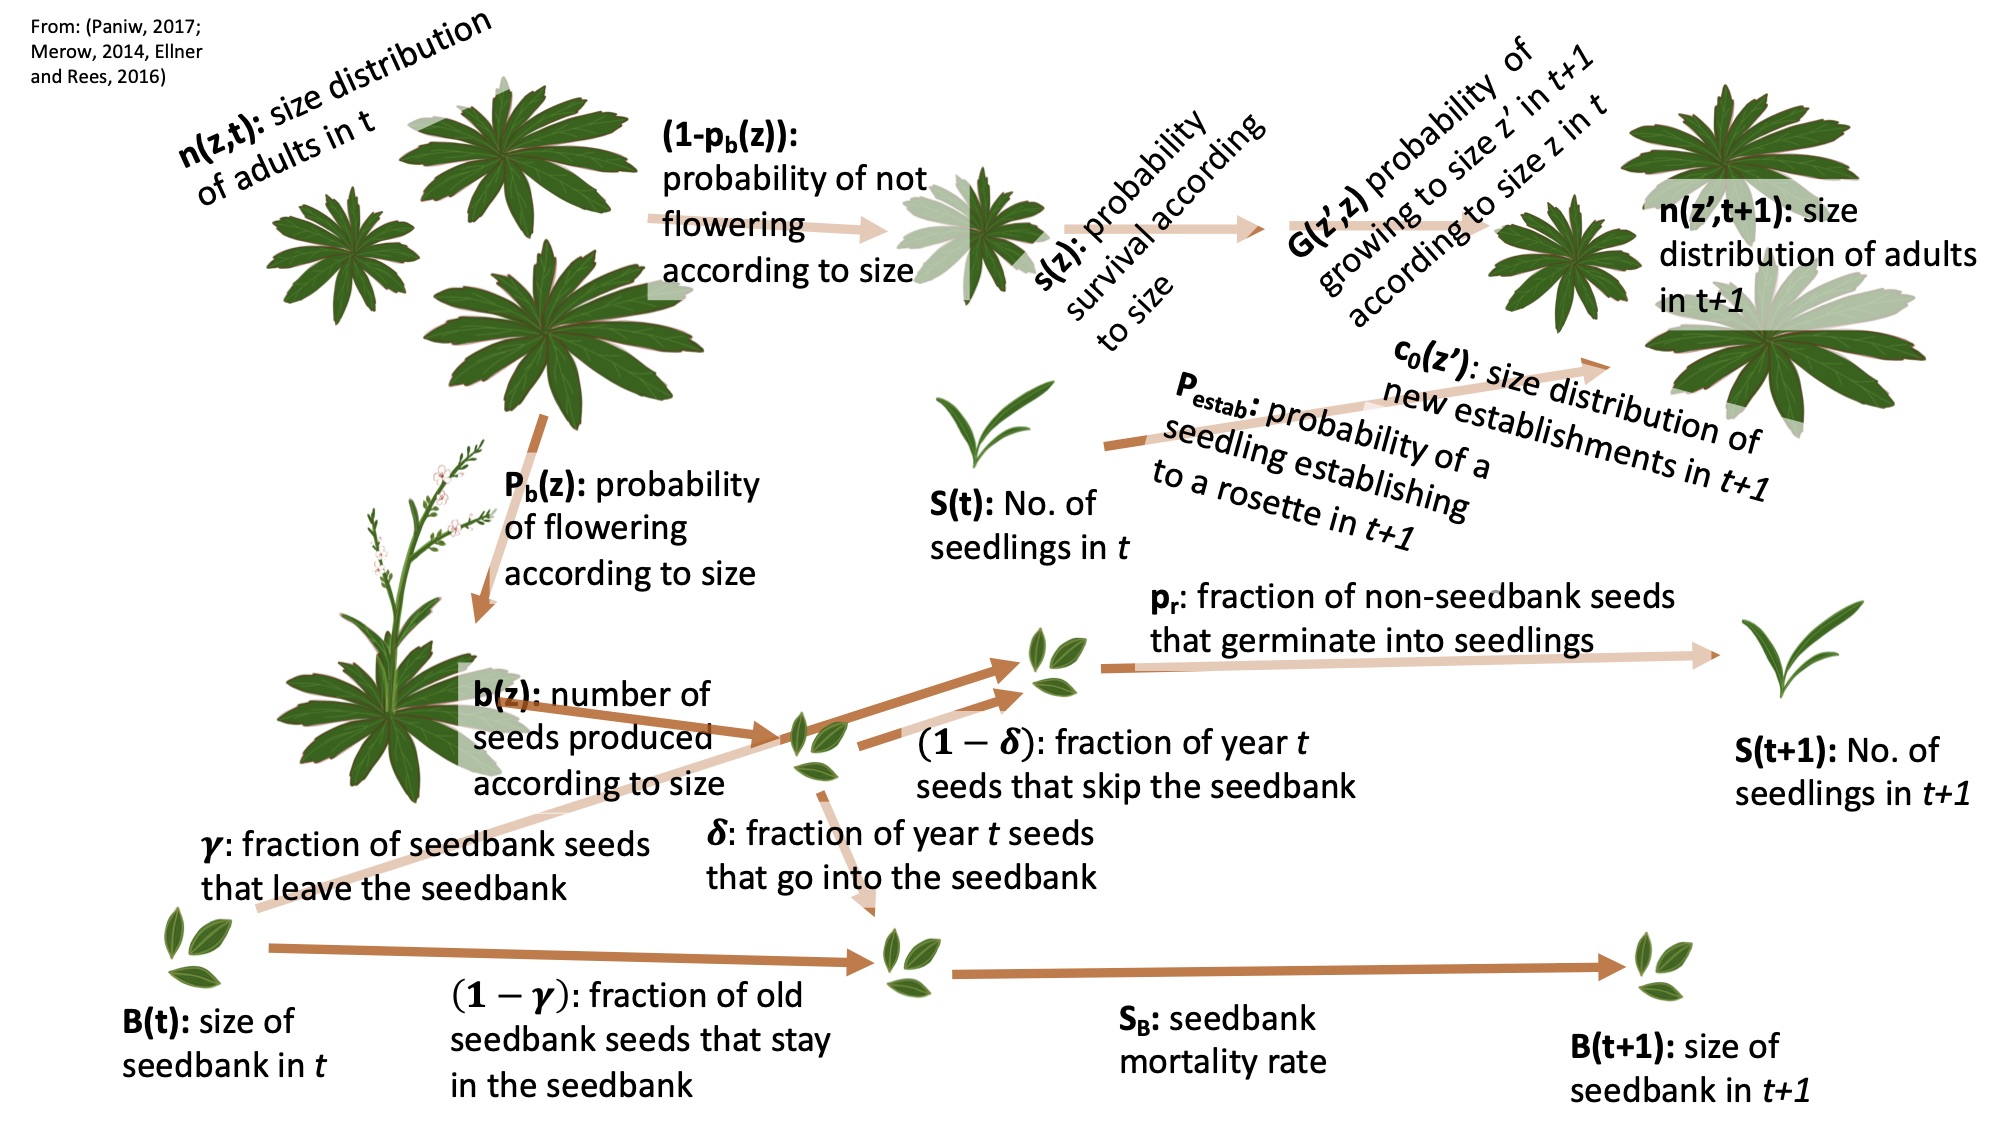 From: (Paniw, 2017;
Merow, 2014, Ellner
and Rees, 2016)
n(z,t): size distribution
of adults in t
(1-pb(z)):
probability of not
flowering
according to size
s(z): probability
survival according
to size
G(z’,z) probability of
growing to size z’ in t+1
according to size z in t
n(z’,t+1): size
distribution of adults
in t+1
c0(z’): size distribution of
new establishments in t+1
Pestab: probability of a
seedling establishing
to a rosette in t+1
S(t): No. of
seedlings in t
Pb(z): probability
of flowering
according to size
pr: fraction of non-seedbank seeds
that germinate into seedlings
b(z): number of
seeds produced
according to size
(1 − δ): fraction of year t
seeds that skip the seedbank
S(t+1): No. of
seedlings in t+1
γ: fraction of seedbank seeds
that leave the seedbank
δ: fraction of year t seeds
that go into the seedbank
B(t): size of
seedbank in t
(1 − γ): fraction of old
seedbank seeds that stay
in the seedbank
SB: seedbank
mortality rate
B(t+1): size of
seedbank in t+1